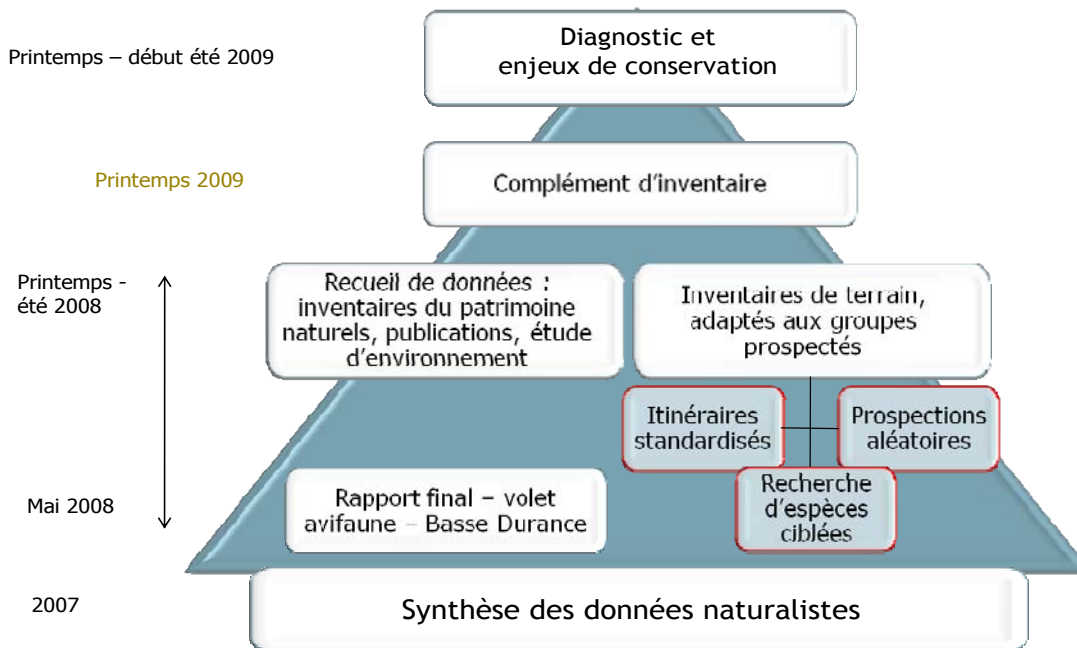 Printemps – début été 2009
Diagnostic et
enjeux de conservation
Printemps 2009
Complément d'inventaire
Printemps -
été 2008
Recueil de données :
inventaires du patrimoine
naturels, publications, étude
d'environnement
Inventaires de terrain,
adaptés aux groupes
prospectés
Itinéraires
standardisés
Prospections
aléatoires
Recherche
d'espèces
ciblées
Mai 2008
Rapport final – volet
avifaune – Basse Durance
2007
Synthèse des données naturalistes